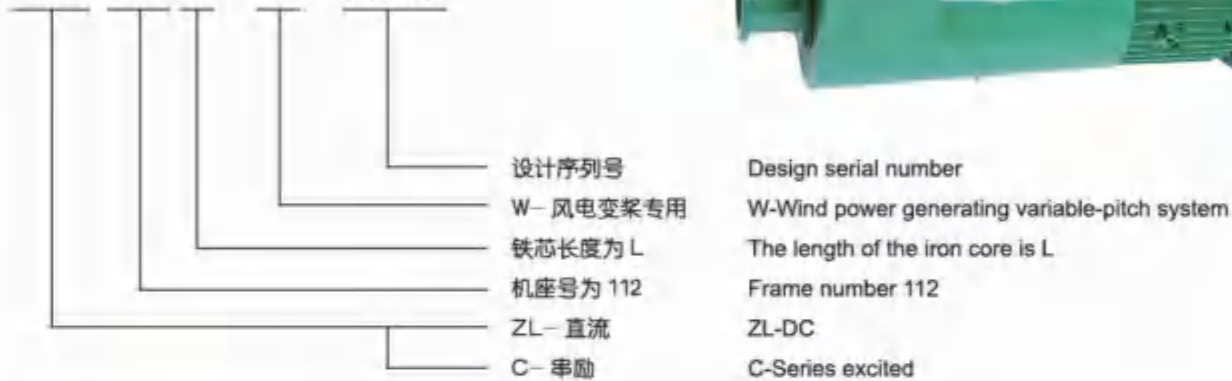 设计序列号 Design serial number
W- 风电变桨专用 W-Wind power generating variable-pitch system
铁芯长度为 L The length of the iron core is L
机座号为 112 Frame number 112
ZL- 直流 ZL-DC
C- 串励 C-Series excited